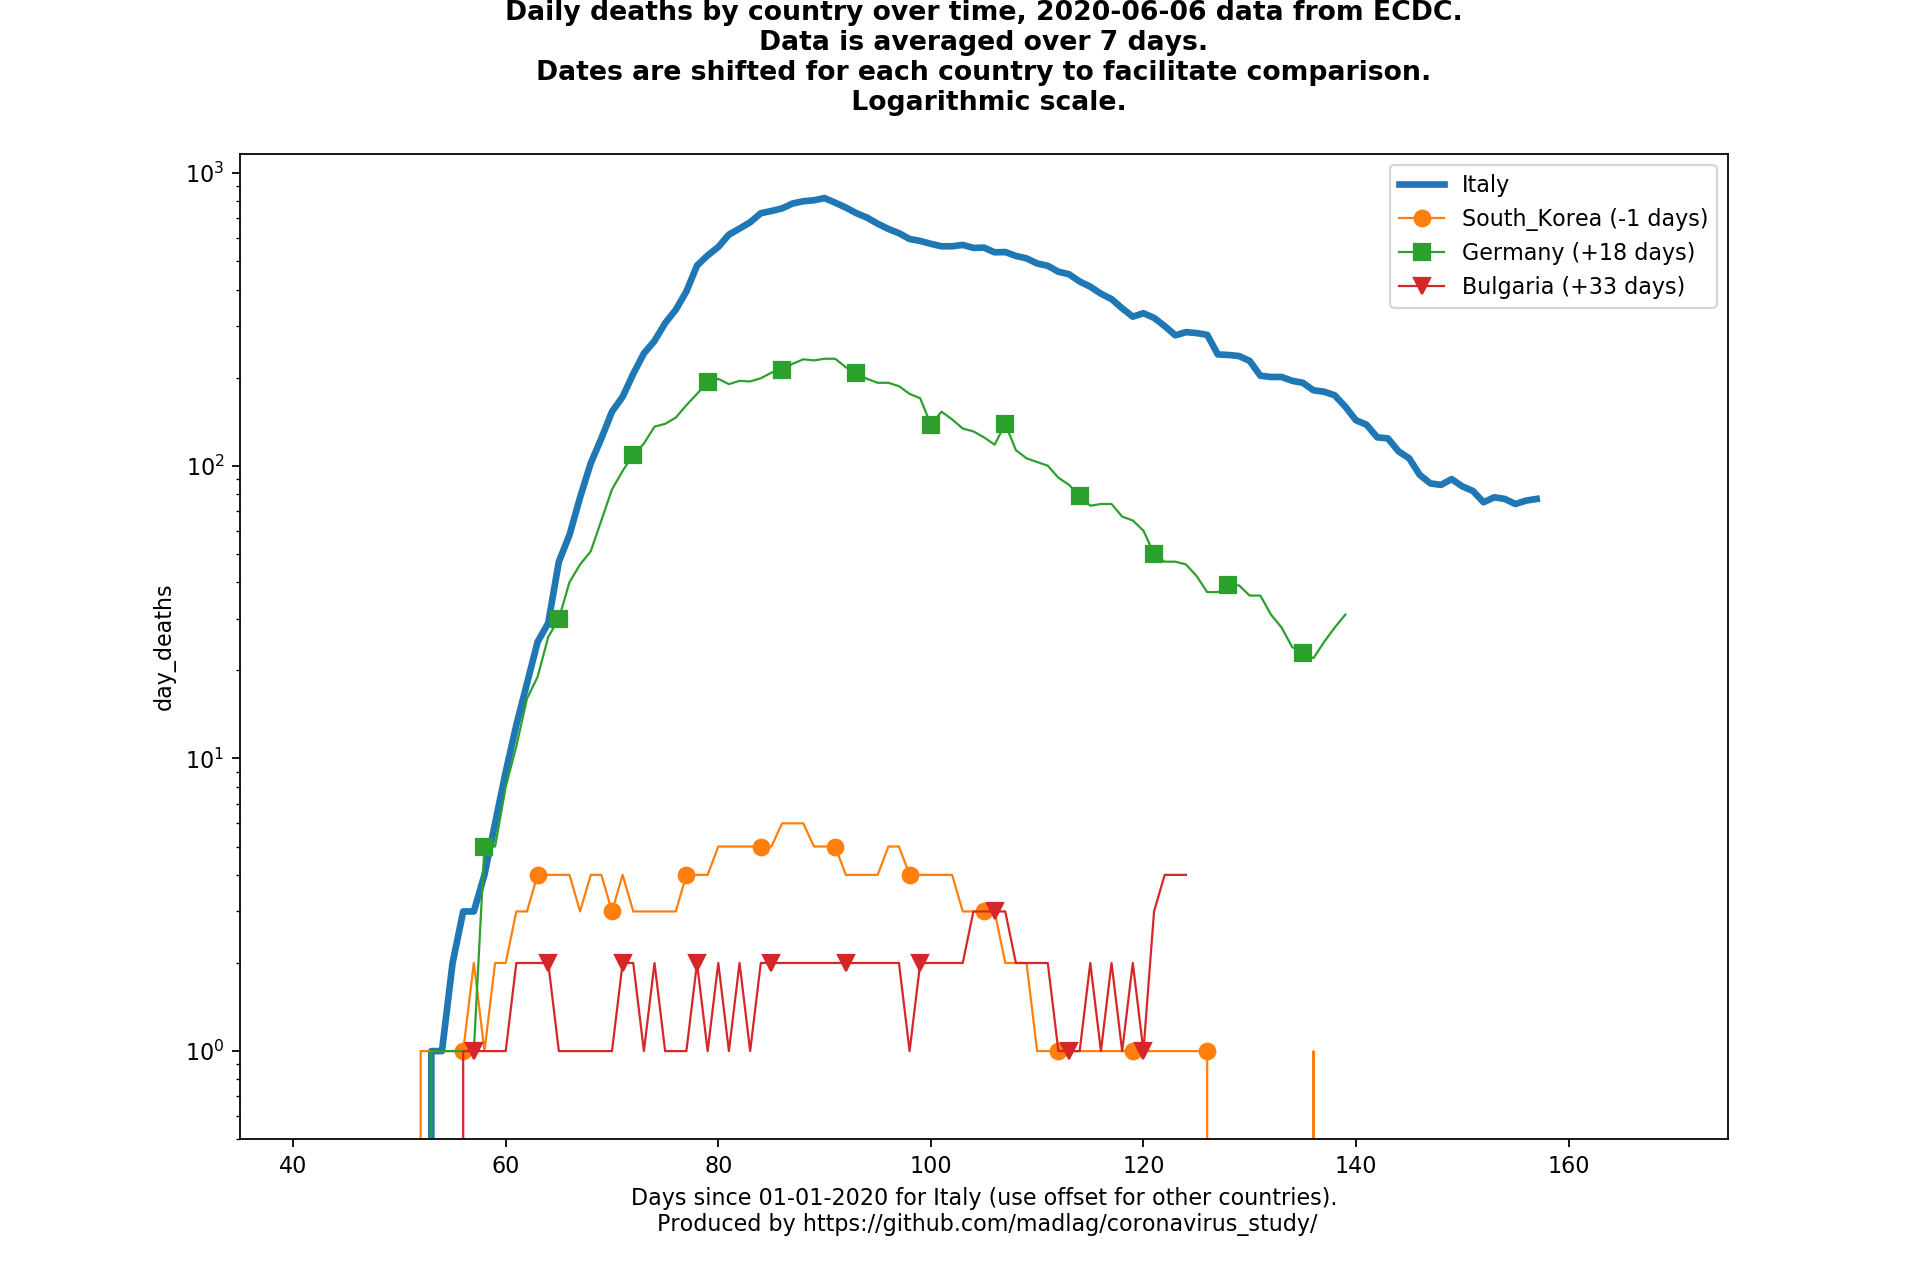 Daily deaths by country over time, 2020-06-06 data from ECDC.
Data is averaged over 7 days.
Dates are shifted for each country to facilitate comparison.
Logarithmic scale.
10³
10²
10¹
10⁰
day_deaths
Italy
South_Korea (-1 days)
Germany (+18 days)
Bulgaria (+33 days)
40 60 80 100 120 140 160
Days since 01-01-2020 for Italy (use offset for other countries).
Produced by https://github.com/madlag/coronavirus_study/